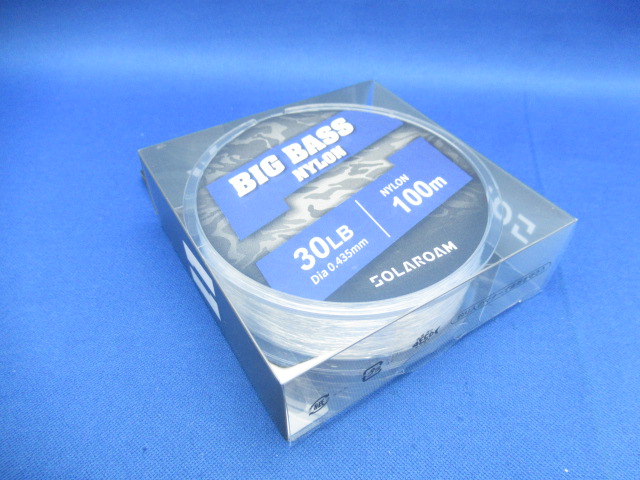 BIG BASS
NYLON
30LB
Dia 0.435mm
NYLON
100m
SOLAROAM